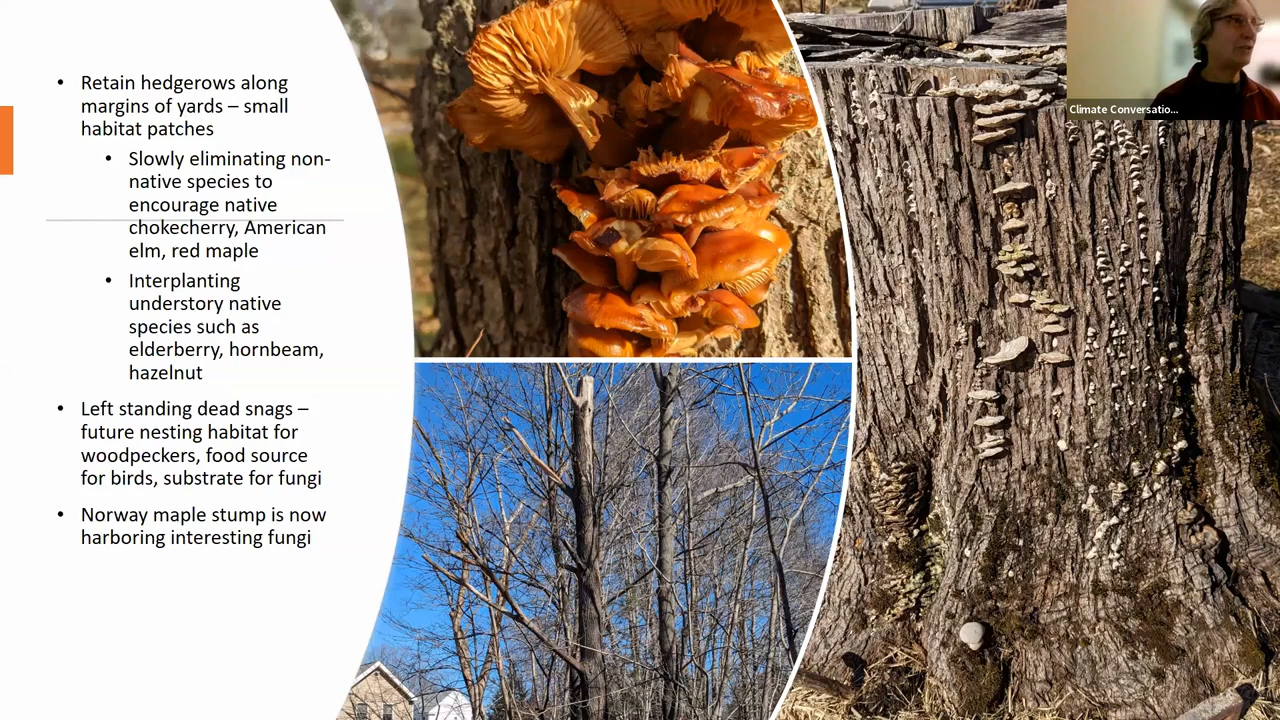 • Retain hedgerows along
margins of yards – small
habitat patches
• Slowly eliminating non-
native species to
encourage native
chokecherry, American
elm, red maple
• Interplanting
understory native
species such as
elderberry, hornbeam,
hazelnut
• Left standing dead snags –
future nesting habitat for
woodpeckers, food source
for birds, substrate for fungi
• Norway maple stump is now
harboring interesting fungi
Climate Conversatio...